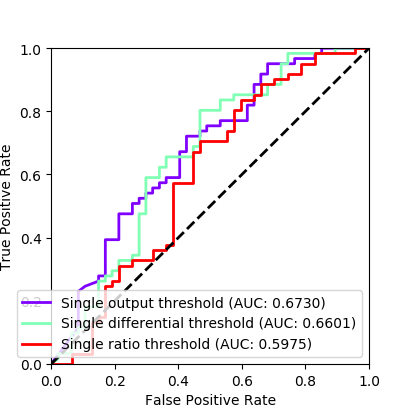 1.0
0.8
0.6
0.4
0.2
0.0
True Positive Rate
Single output threshold (AUC: 0.6730)
Single differential threshold (AUC: 0.6601)
Single ratio threshold (AUC: 0.5975)
0.0 0.2 0.4 0.6 0.8 1.0
False Positive Rate